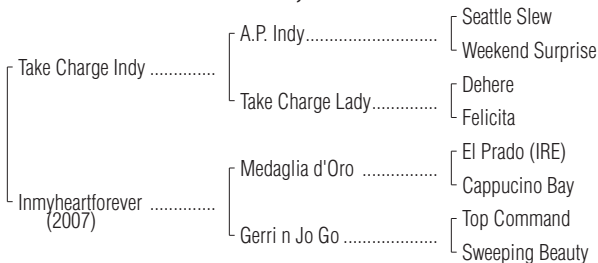 Seattle Slew
A.P. Indy
Weekend Surprise
Take Charge Indy
Dehere
Take Charge Lady
Felicita
El Prado (IRE)
Medaglia d'Oro
Cappucino Bay
Inmyheartforever
(2007)
Top Command
Gerri n Jo Go
Sweeping Beauty